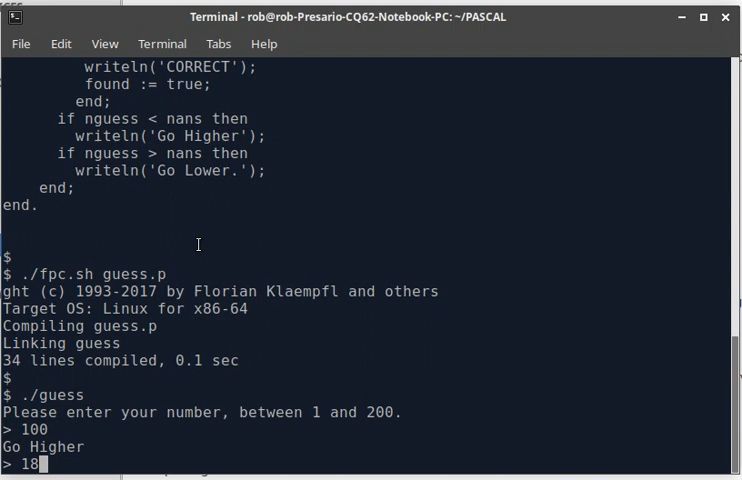 Terminal - rob@rob-Presario-CQ62-Notebook-PC: ~/PASCAL
File Edit View Terminal Tabs Help
writeln('CORRECT');
found := true;
end;
if nguess < nans then
writeln('Go Higher');
if nguess > nans then
writeln('Go Lower.');
end;
end.
$
$ ./fpc.sh guess.p
ght (c) 1993-2017 by Florian Klaempfl and others
Target OS: Linux for x86-64
Compiling guess.p
Linking guess
34 lines compiled, 0.1 sec
$
$ ./guess
Please enter your number, between 1 and 200.
> 100
Go Higher
> 18